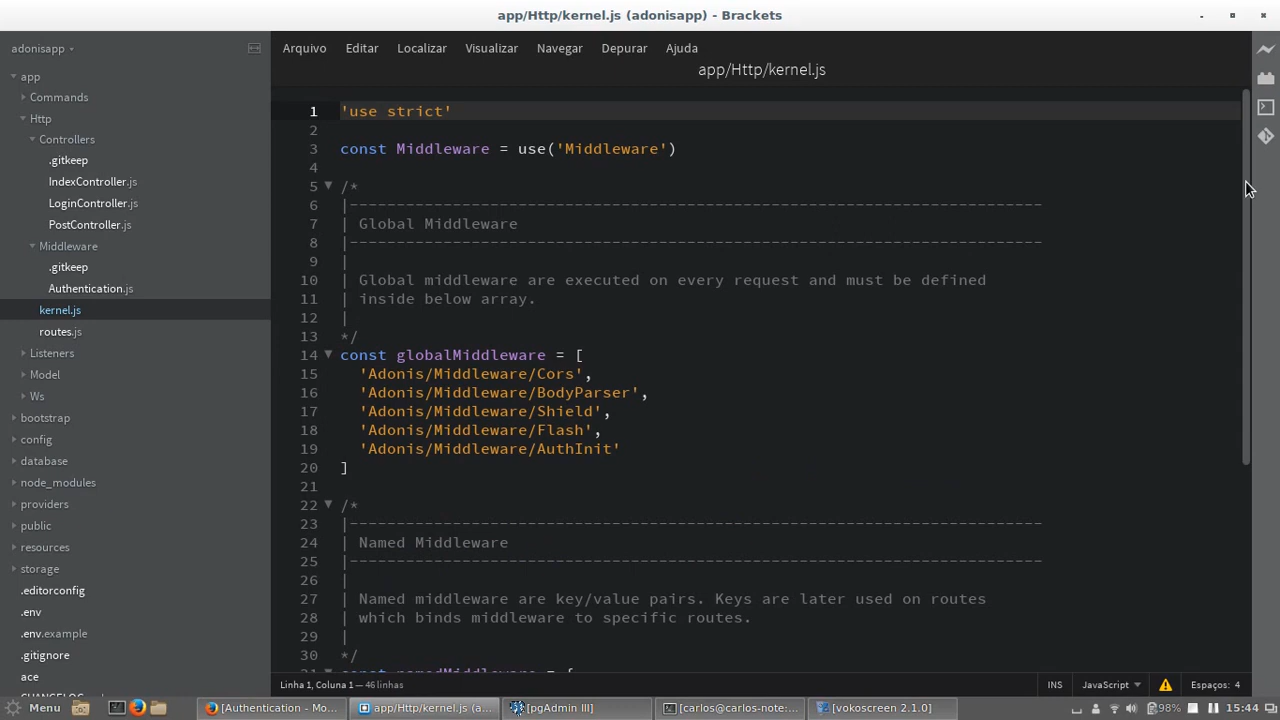 app/Http/kernel.js (adonisapp) - Brackets
adonisapp
Arquivo Editar Localizar Visualizar Navegar Depurar Ajuda
app/Http/kernel.js
app
Commands
Http
Controllers
.gitkeep
IndexController.js
LoginController.js
PostController.js
Middleware
.gitkeep
Authentication.js
kernel.js
routes.js
Listeners
Model
Ws
bootstrap
config
database
node_modules
providers
public
resources
storage
.editorconfig
.env
.env.example
.gitignore
ace
CHANGELOG
1 'use strict'
2
3 const Middleware = use('Middleware')
4
5 /*
6 |---------------------------------------------------------------------------
7 | Global Middleware
8 |---------------------------------------------------------------------------
9 |
10 | Global middleware are executed on every request and must be defined
11 | inside below array.
12 |
13 */
14 const globalMiddleware = [
15 'Adonis/Middleware/Cors',
16 'Adonis/Middleware/BodyParser',
17 'Adonis/Middleware/Shield',
18 'Adonis/Middleware/Flash',
19 'Adonis/Middleware/AuthInit'
20 ]
21
22 /*
23 |---------------------------------------------------------------------------
24 | Named Middleware
25 |---------------------------------------------------------------------------
26 |
27 | Named middleware are key/value pairs. Keys are later used on routes
28 | which binds middleware to specific routes.
29 |
30 */
31 const namedMiddleware = {
Linha 1, Coluna 1 — 46 linhas
INS JavaScript Espaços: 4
Menu [Authentication - Mo... app/Http/kernel.js (a... [pgAdmin III] [carlos@carlos-note:... [vokoscreen 2.1.0] 98% 15:44